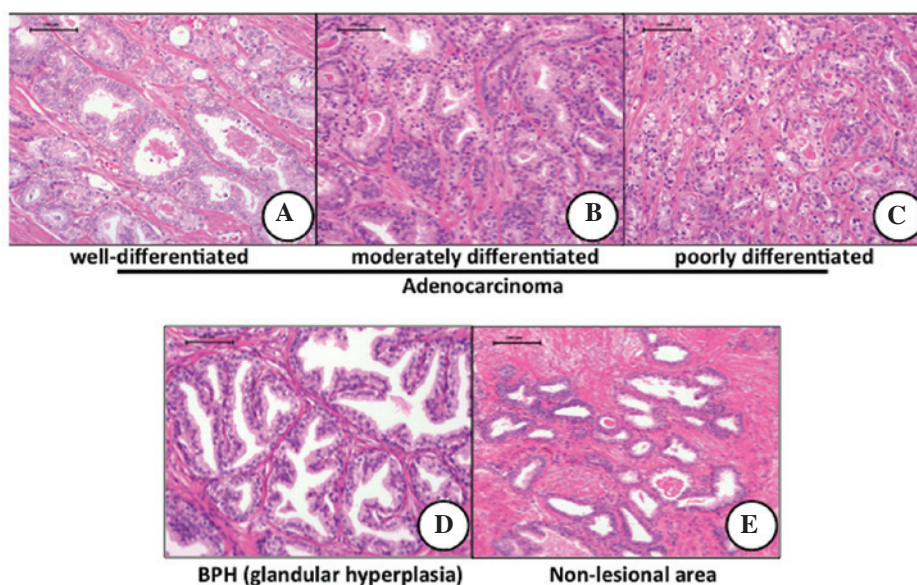 A
B
C
well-differentiated
moderately differentiated
poorly differentiated
Adenocarcinoma
D
E
BPH (glandular hyperplasia)
Non-lesional area